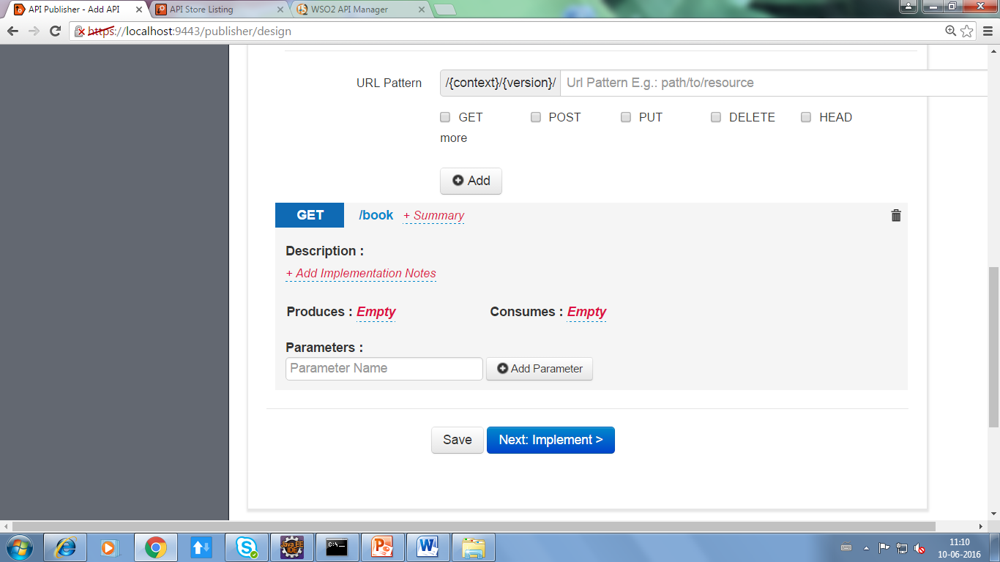 API Publisher - Add API
API Store Listing
WSO2 API Manager
https://localhost:9443/publisher/design
URL Pattern /{context}/{version}/ Url Pattern E.g.: path/to/resource
GET POST PUT DELETE HEAD
more
Add
GET /book + Summary
Description :
+ Add Implementation Notes
Produces : Empty Consumes : Empty
Parameters :
Parameter Name Add Parameter
Save Next: Implement >
Java EE
IDE
C:\
11:10
10-06-2016